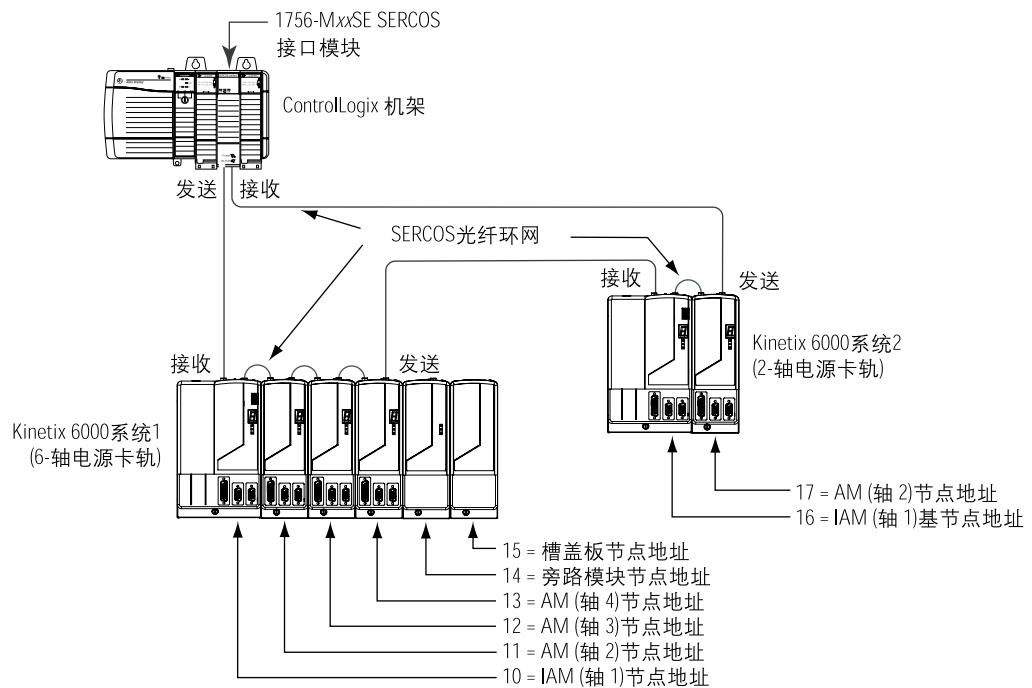 1756-MxxSE SERCOS
接口模块
ControlLogix 机架
发送
接收
SERCOS光纤环网
接收
发送
Kinetix 6000系统2
(2-轴电源卡轨)
接收
发送
Kinetix 6000系统1
(6-轴电源卡轨)
17 = AM (轴 2)节点地址
16 = IAM (轴 1)基节点地址
15 = 槽盖板节点地址
14 = 旁路模块节点地址
13 = AM (轴 4)节点地址
12 = AM (轴 3)节点地址
11 = AM (轴 2)节点地址
10 = IAM (轴 1)节点地址